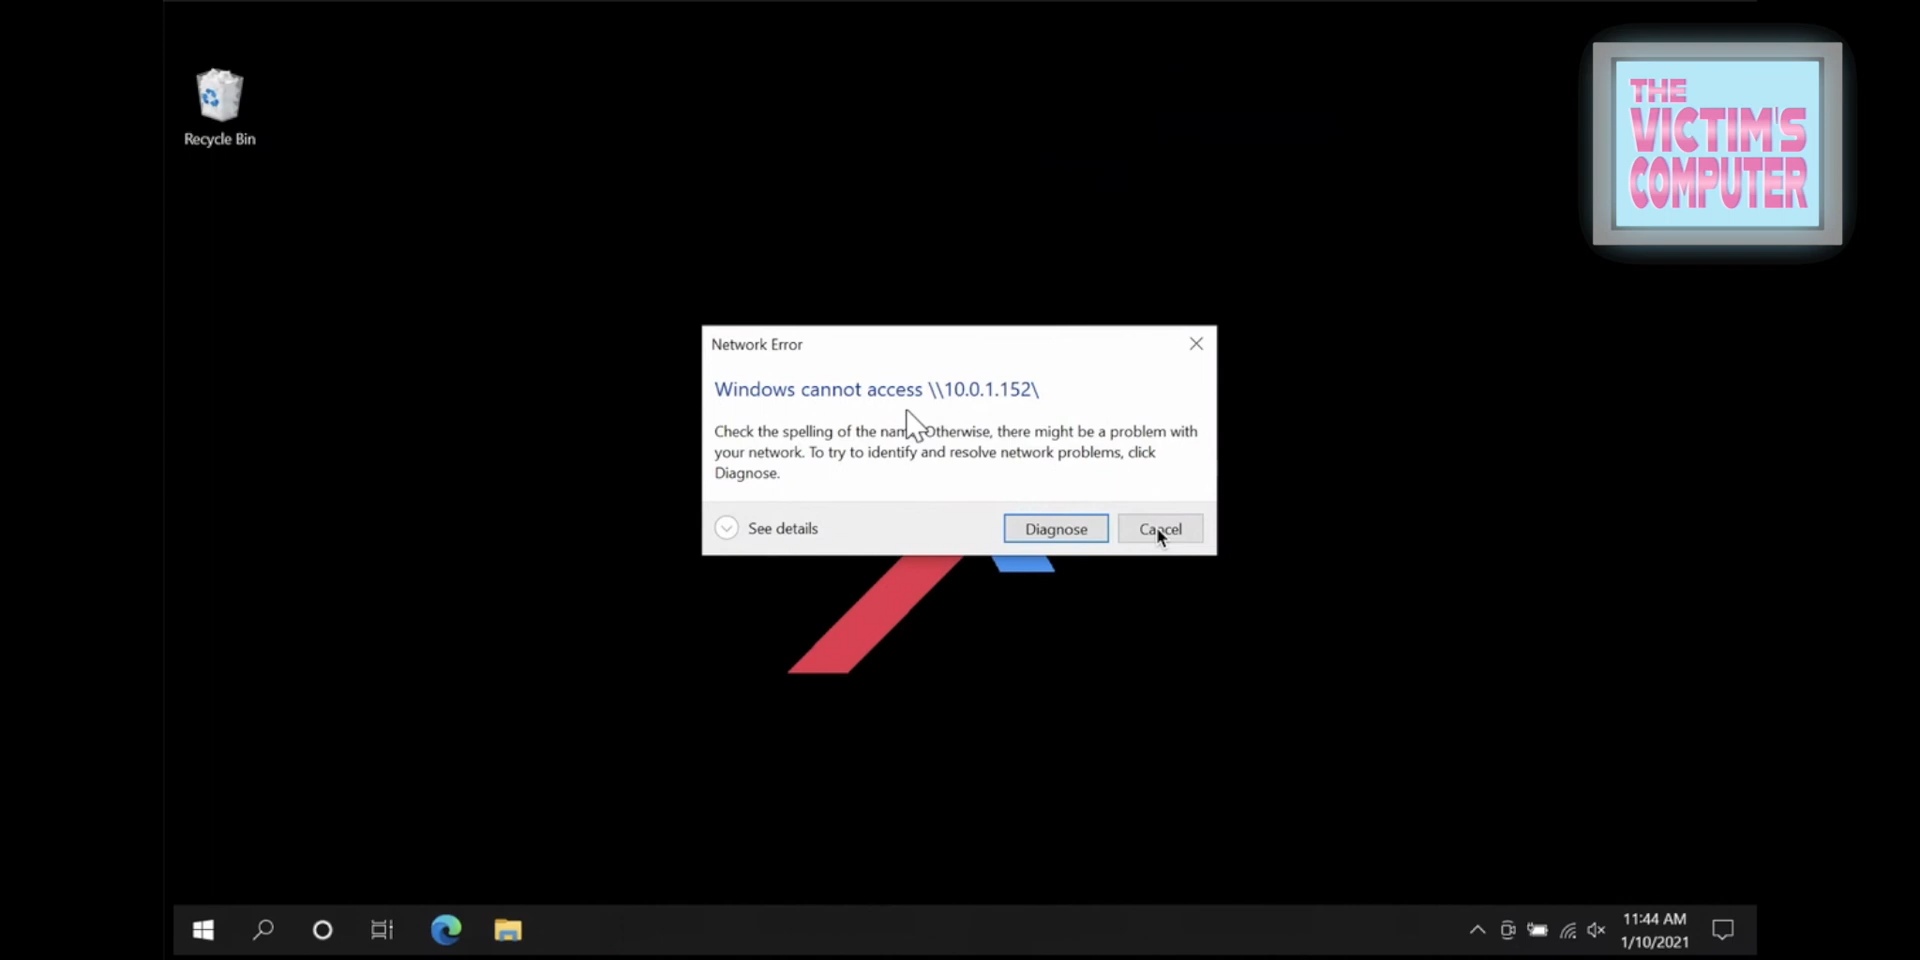 Recycle Bin
THE
VICTIM'S
COMPUTER
Network Error
Windows cannot access \\10.0.1.152\
Check the spelling of the name. Otherwise, there might be a problem with
your network. To try to identify and resolve network problems, click
Diagnose.
See details
Diagnose
Cancel
11:44 AM
1/10/2021